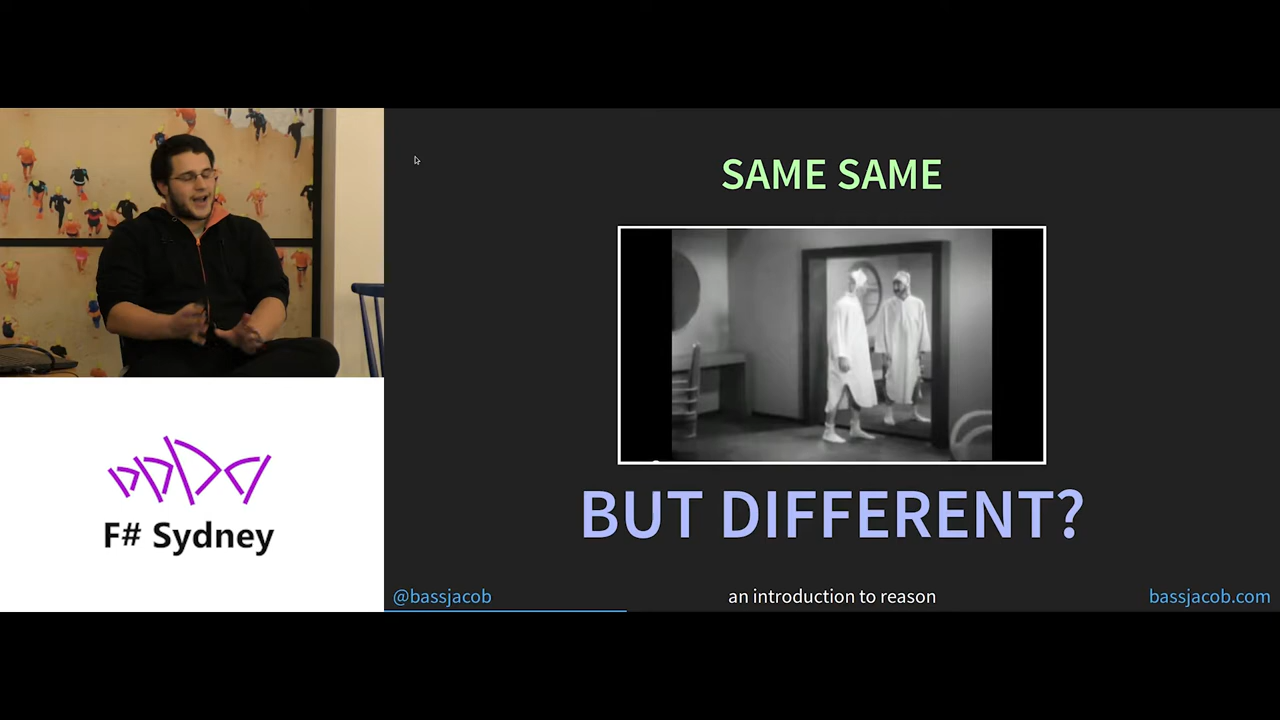 SAME SAME
BUT DIFFERENT?
F# Sydney
@bassjacob
an introduction to reason
bassjacob.com